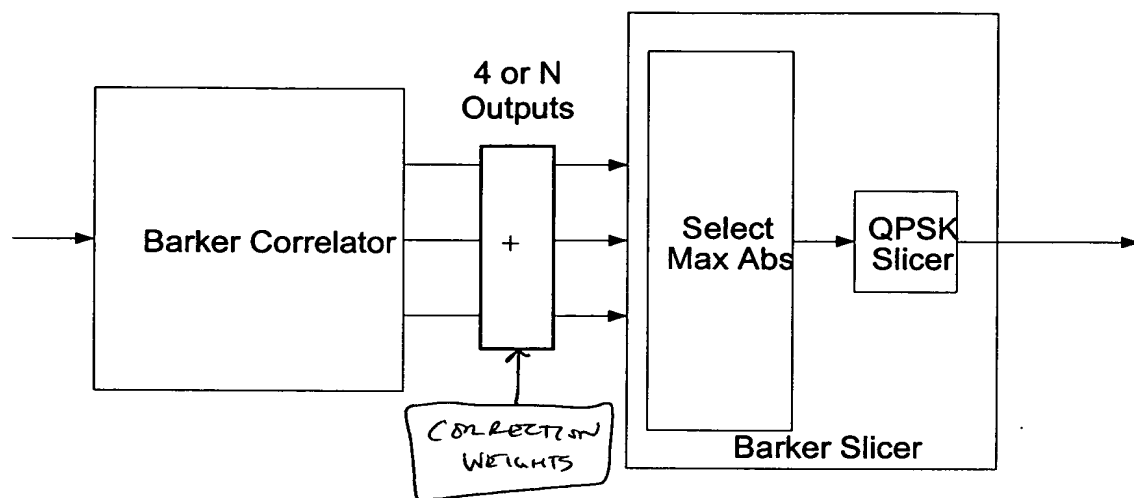 4 or N
Outputs
Barker Correlator
+
Select
Max Abs
QPSK
Slicer
CORRECTION
WEIGHTS
Barker Slicer